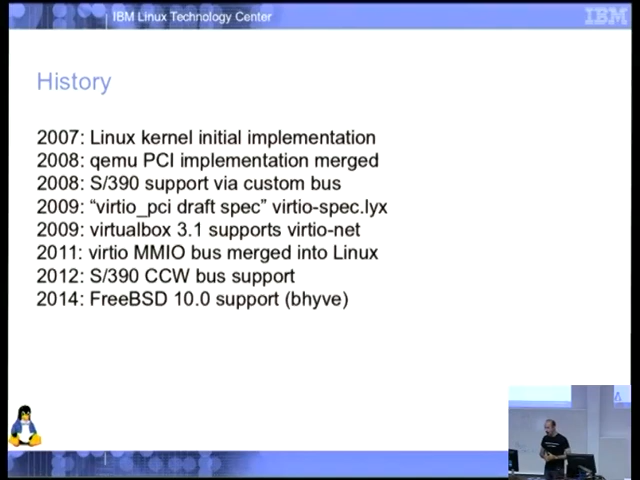 IBM Linux Technology Center
IBM
History
2007: Linux kernel initial implementation
2008: qemu PCI implementation merged
2008: S/390 support via custom bus
2009: “virtio_pci draft spec” virtio-spec.lyx
2009: virtualbox 3.1 supports virtio-net
2011: virtio MMIO bus merged into Linux
2012: S/390 CCW bus support
2014: FreeBSD 10.0 support (bhyve)